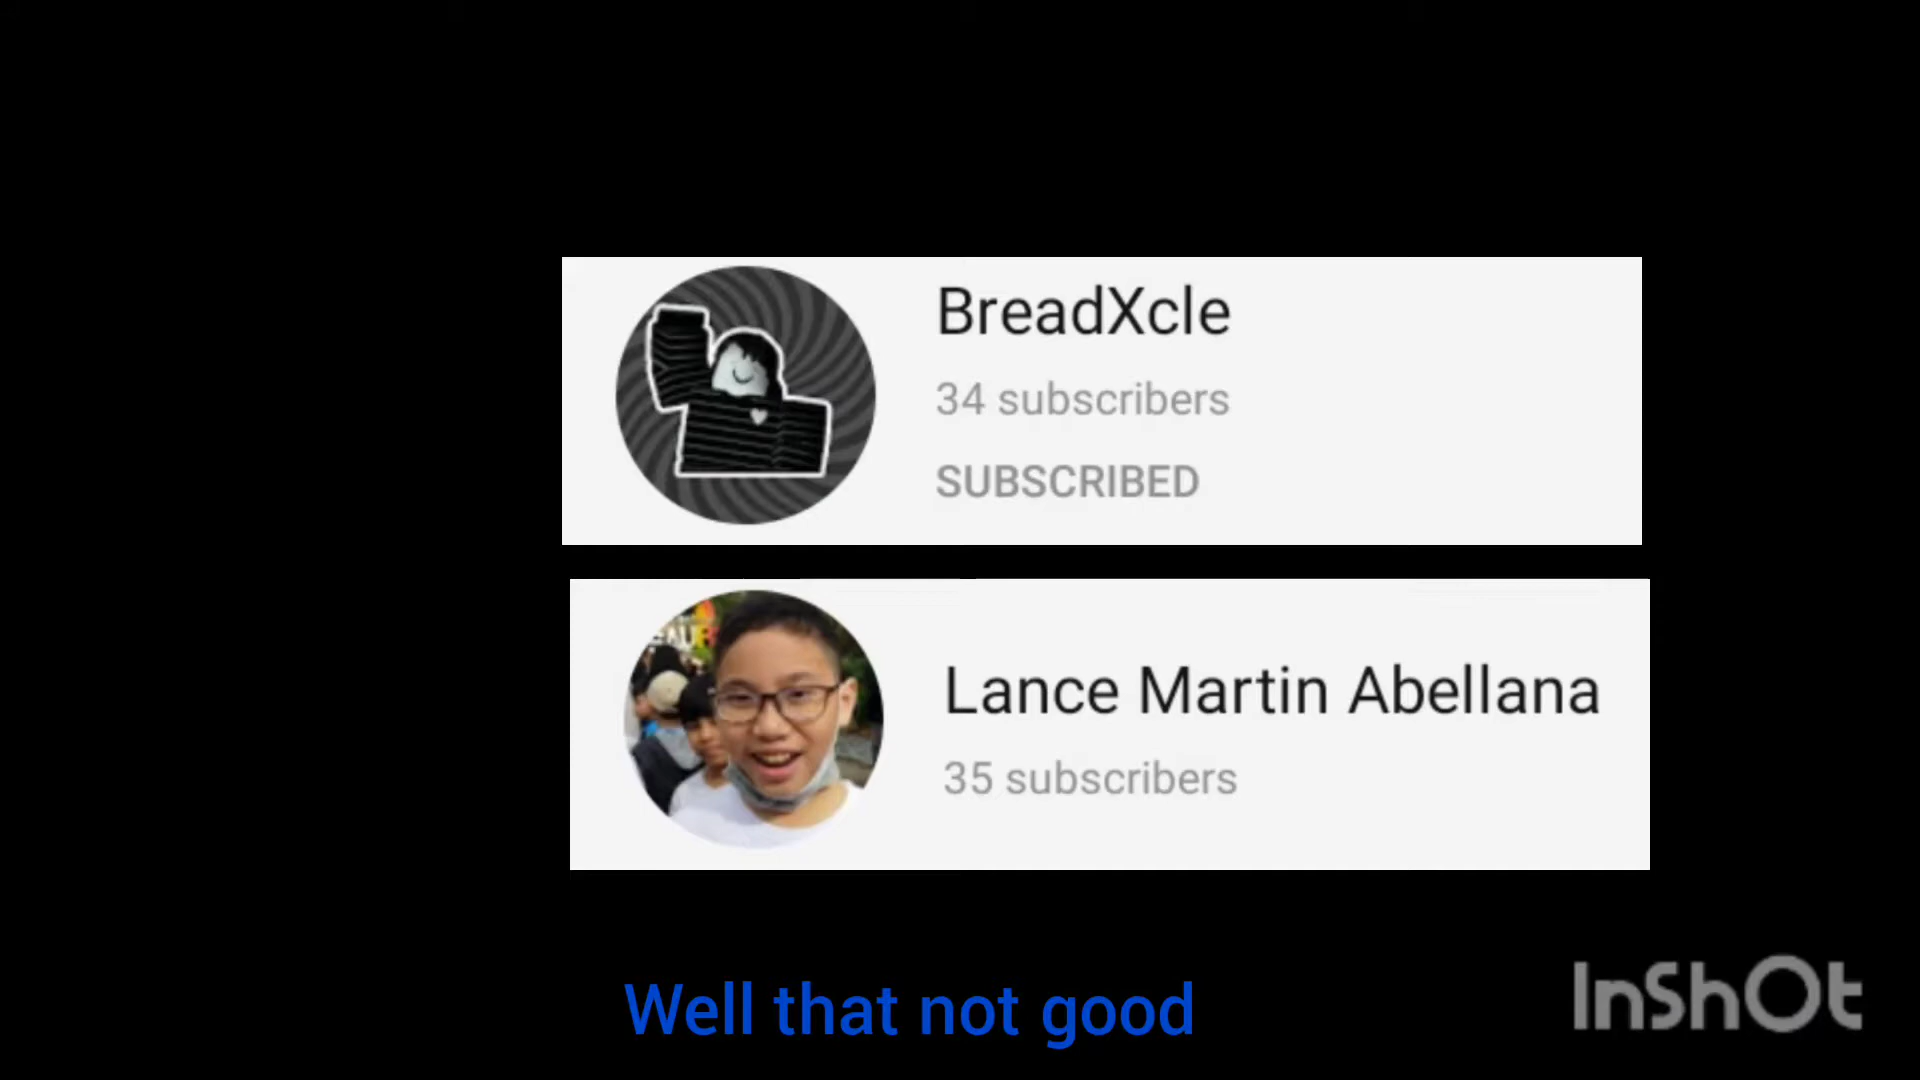 BreadXcle
34 subscribers
SUBSCRIBED
Lance Martin Abellana
35 subscribers
Well that not good
InShOt